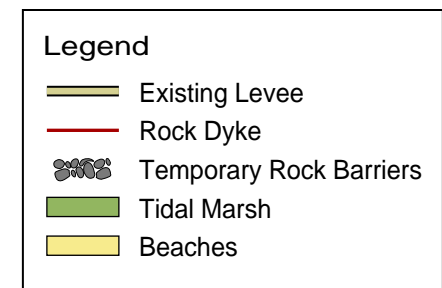 Legend
Existing Levee
Rock Dyke
Temporary Rock Barriers
Tidal Marsh
Beaches